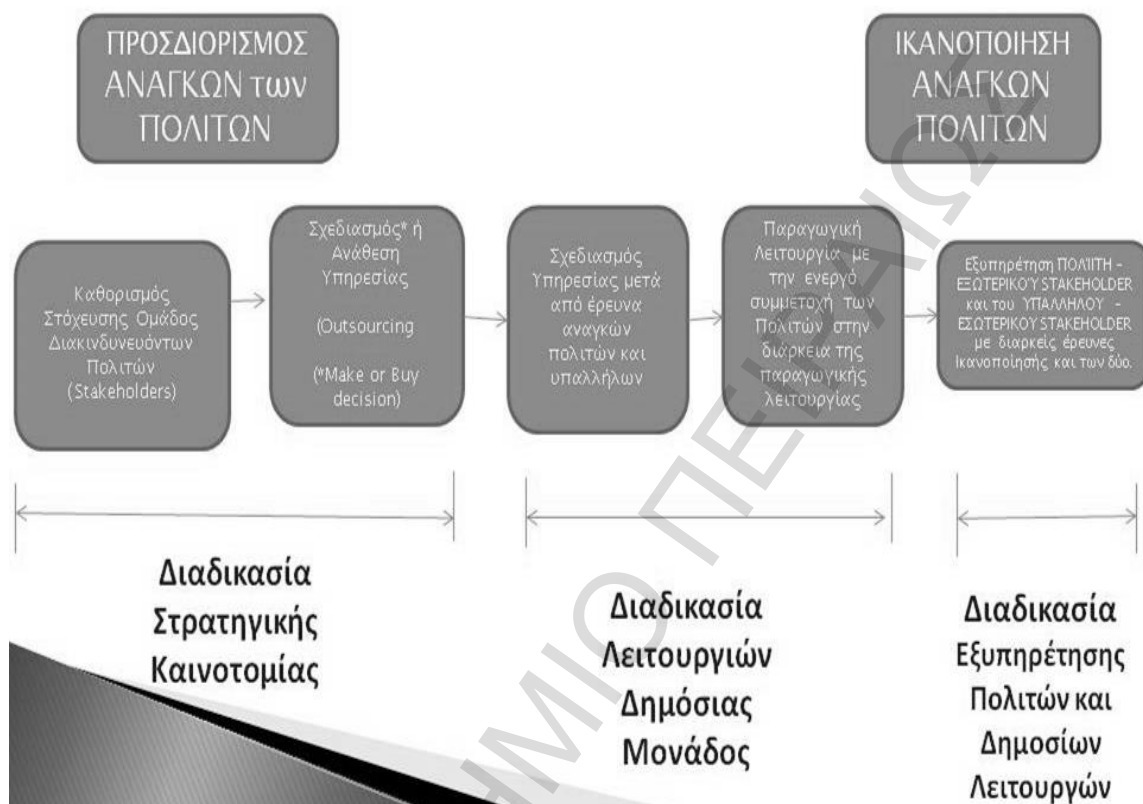 ΠΡΟΣΔΙΟΡΙΣΜΟΣ
ΑΝΑΓΚΩΝ των
ΠΟΛΙΤΩΝ
ΙΚΑΝΟΠΟΙΗΣΗ
ΑΝΑΓΚΩΝ
ΠΟΛΙΤΩΝ
Καθορισμός
Στόχευσης Ομάδος
Διακινδυνευόντων
Πολιτών
(Stakeholders)
Σχεδιασμός* ή
Ανάθεση
Υπηρεσίας
(Outsourcing
(*Make or Buy
decision)
Σχεδιασμός
Υπηρεσίας μετά
από έρευνα
αναγκών
πολιτών και
υπαλλήλων
Παραγωγική
Λειτουργία με
την ενεργό
συμμετοχή των
Πολιτών στην
διάρκεια της
παραγωγικής
λειτουργίας
Εξυπηρέτηση ΠΟΛΙΤΗ –
ΕΞΩΤΕΡΙΚΟΥ STAKEHOLDER
και του ΥΠΑΛΛΗΛΟΥ –
ΕΣΩΤΕΡΙΚΟΥ STAKEHOLDER
με διαρκείς έρευνες
Ικανοποίησής και των δύο.
Διαδικασία
Στρατηγικής
Καινοτομίας
Διαδικασία
Λειτουργιών
Δημόσιας
Μονάδος
Διαδικασία
Εξυπηρέτησης
Πολιτών και
Δημοσίων
Λειτουργών
ΗΜΙΟ ΠΕΙΡΑΙΩΣ